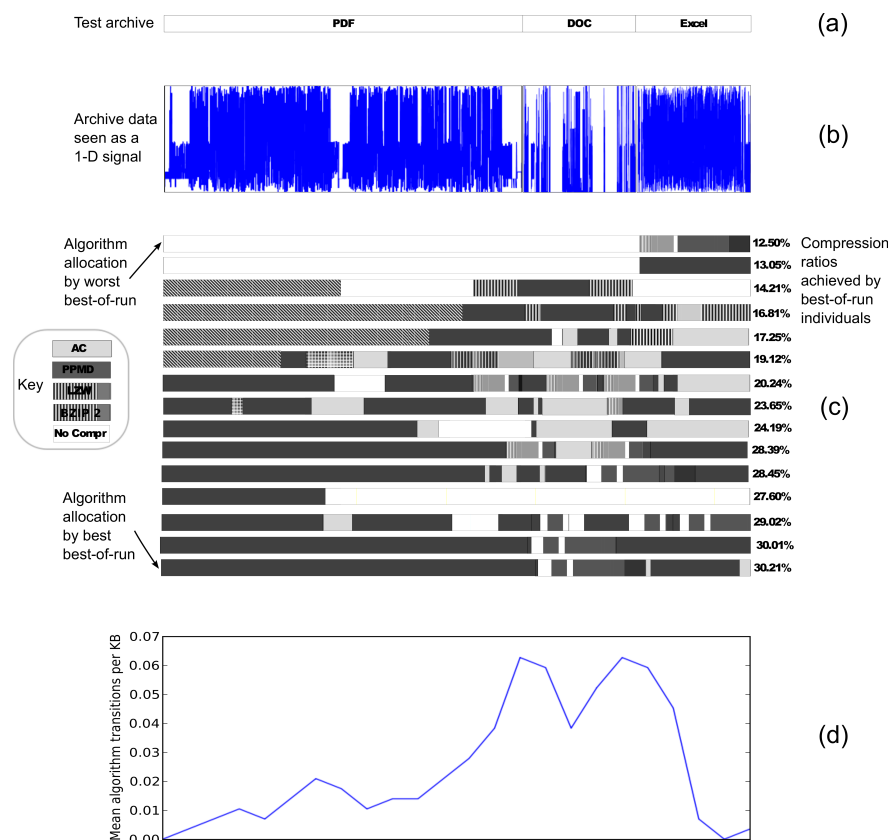 Test archive
PDF
DOC
Excel
(a)
Archive data
seen as a
1-D signal
(b)
Algorithm
allocation
by worst
best-of-run
12.50%
13.05%
14.21%
16.81%
17.25%
19.12%
20.24%
23.65%
24.19%
28.39%
28.45%
27.60%
29.02%
30.01%
30.21%
Compression
ratios
achieved by
best-of-run
individuals
Key
AC
PPMD
LZW
BZIP 2
No Compr
(c)
Algorithm
allocation
by best
best-of-run
Mean algorithm transitions per KB
0.07
0.06
0.05
0.04
0.03
0.02
0.01
0.00
(d)